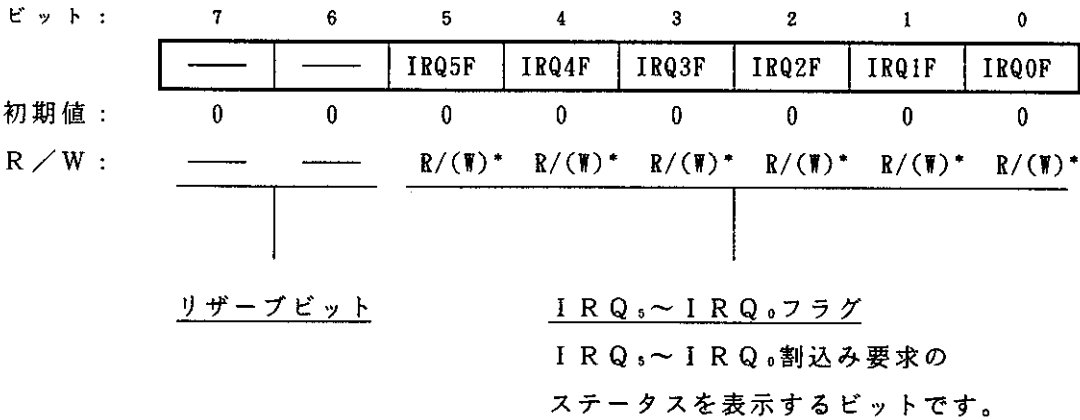 ビット： 7 6 5 4 3 2 1 0
—— —— IRQ5F IRQ4F IRQ3F IRQ2F IRQ1F IRQ0F
初期値： 0 0 0 0 0 0 0 0
R／W： —— —— R/(W)* R/(W)* R/(W)* R/(W)* R/(W)* R/(W)*
リザーブビット
IRQ₅～IRQ₀フラグ
IRQ₅～IRQ₀割込み要求の
ステータスを表示するビットです。